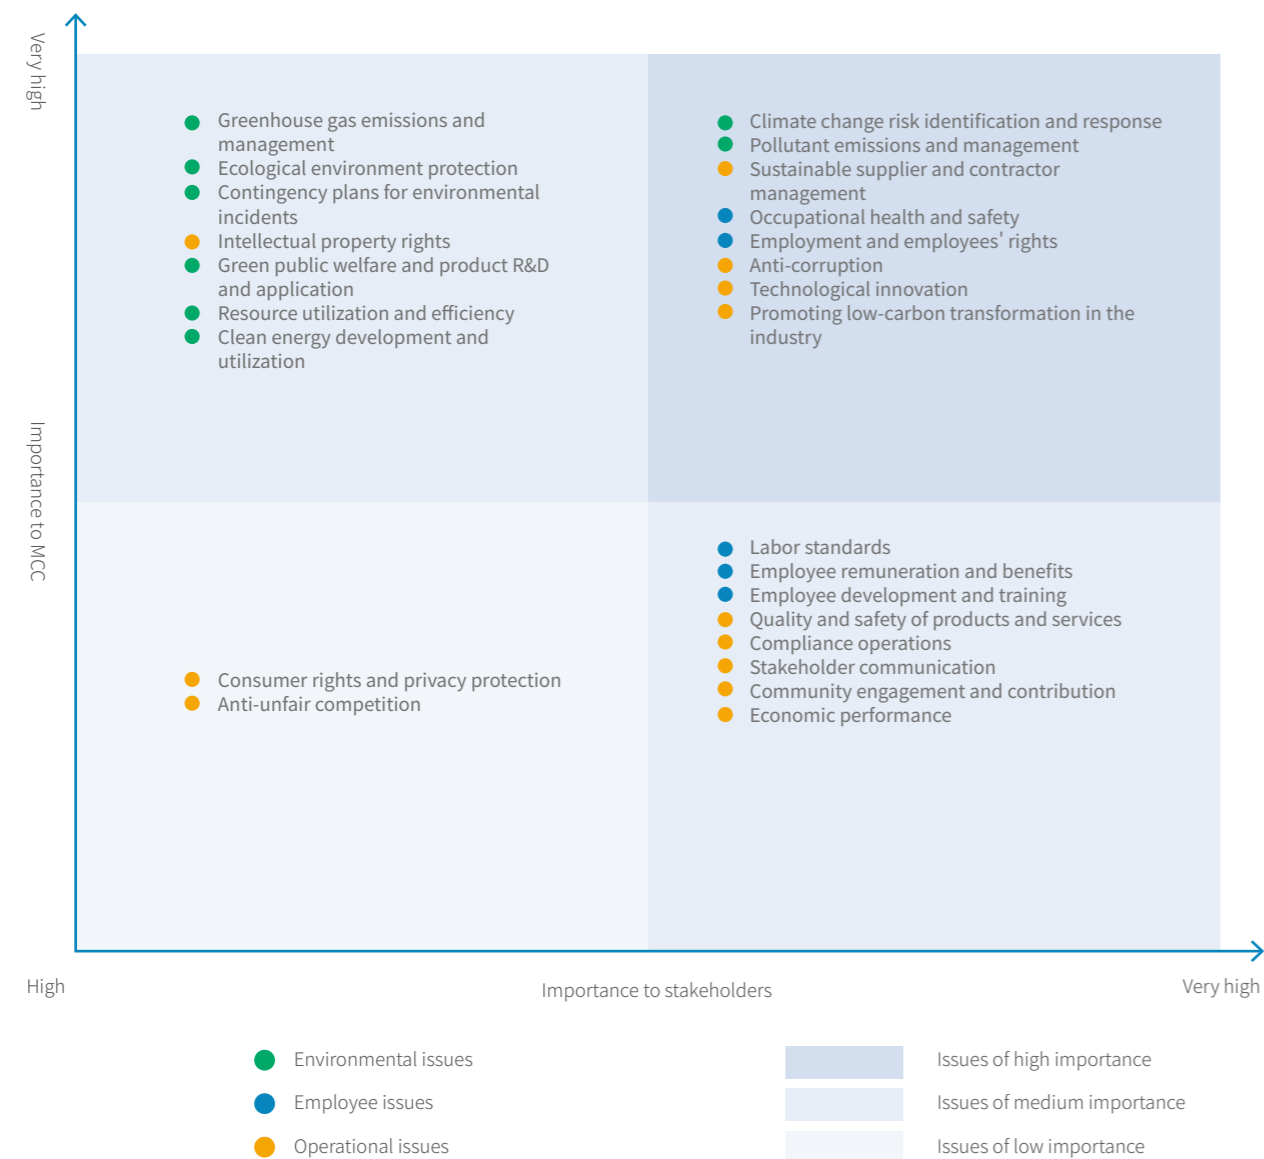 Very high
Greenhouse gas emissions and
management
Ecological environment protection
Contingency plans for environmental
incidents
Intellectual property rights
Green public welfare and product R&D
and application
Resource utilization and efficiency
Clean energy development and
utilization
Climate change risk identification and response
Pollutant emissions and management
Sustainable supplier and contractor
management
Occupational health and safety
Employment and employees' rights
Anti-corruption
Technological innovation
Promoting low-carbon transformation in the
industry
Importance to MCC
Consumer rights and privacy protection
Anti-unfair competition
Labor standards
Employee remuneration and benefits
Employee development and training
Quality and safety of products and services
Compliance operations
Stakeholder communication
Community engagement and contribution
Economic performance
High
Importance to stakeholders
Very high
Environmental issues
Employee issues
Operational issues
Issues of high importance
Issues of medium importance
Issues of low importance